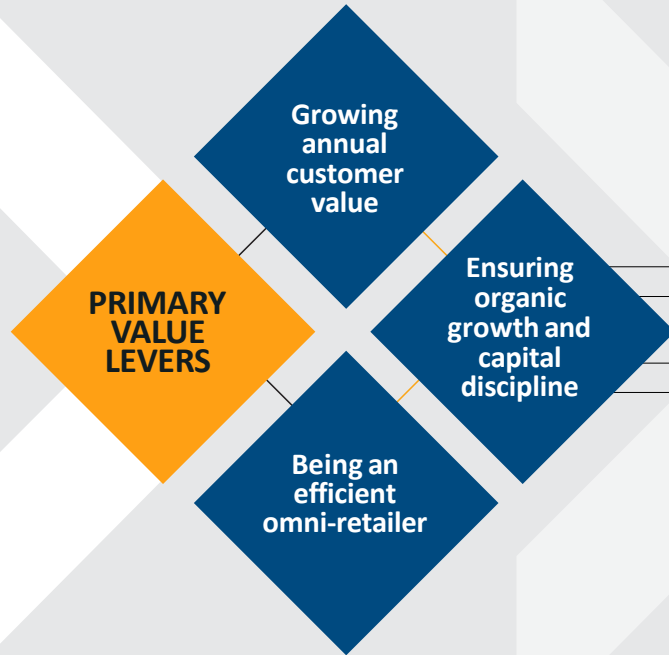 Growing
annual
customer
value
PRIMARY
VALUE
LEVERS
Ensuring
organic
growth and
capital
discipline
Being an
efficient
omni-retailer